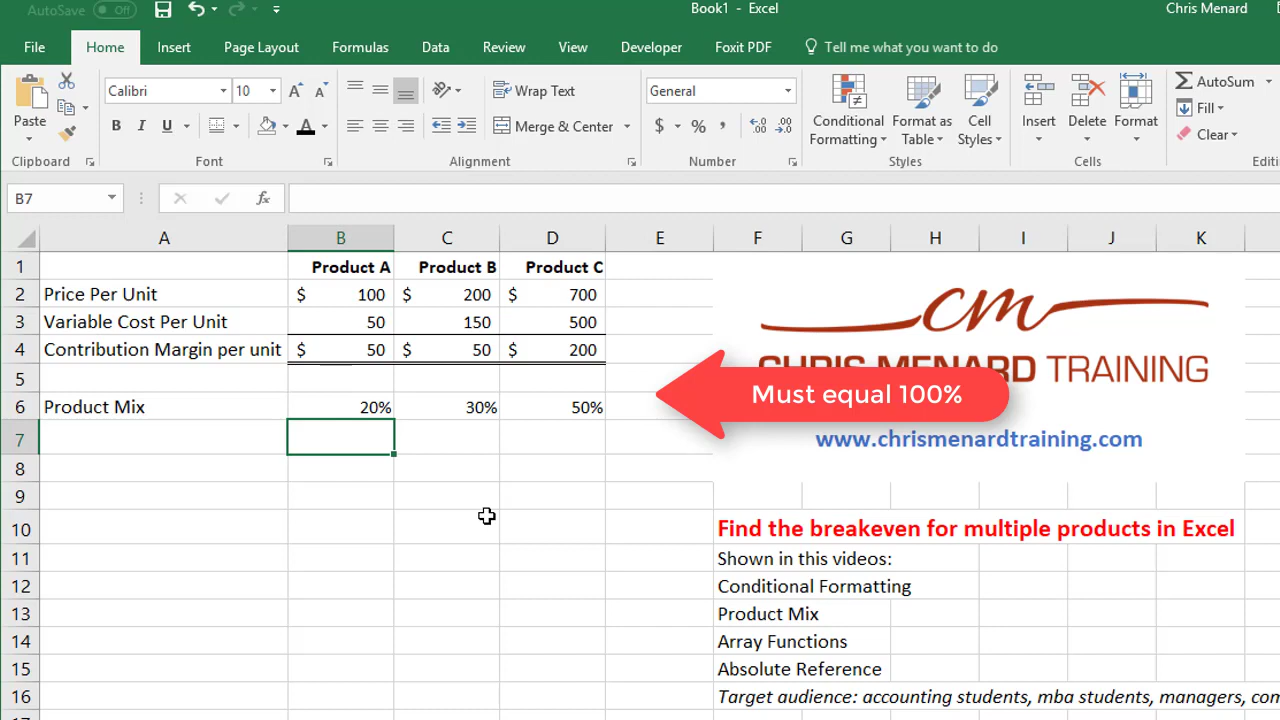 AutoSave Off Book1 - Excel Chris Menard
File Home Insert Page Layout Formulas Data Review View Developer Foxit PDF Tell me what you want to do
Paste Calibri 10 A A Wrap Text General Conditional Formatting Format as Table Cell Styles Insert Delete Format AutoSum
B I U A Merge & Center $ % , Fill
Clear
Clipboard Font Alignment Number Styles Cells Editi
B7 fx
A B C D E F G H I J K
1 Product A Product B Product C
2 Price Per Unit $ 100 $ 200 $ 700
3 Variable Cost Per Unit 50 150 500
4 Contribution Margin per unit $ 50 $ 50 $ 200
5
6 Product Mix 20% 30% 50%
7
8
9
10
11
12
13
14
15
16
cm
CHRIS MENARD TRAINING
Must equal 100%
www.chrismenardtraining.com
Find the breakeven for multiple products in Excel
Shown in this videos:
Conditional Formatting
Product Mix
Array Functions
Absolute Reference
Target audience: accounting students, mba students, managers, com